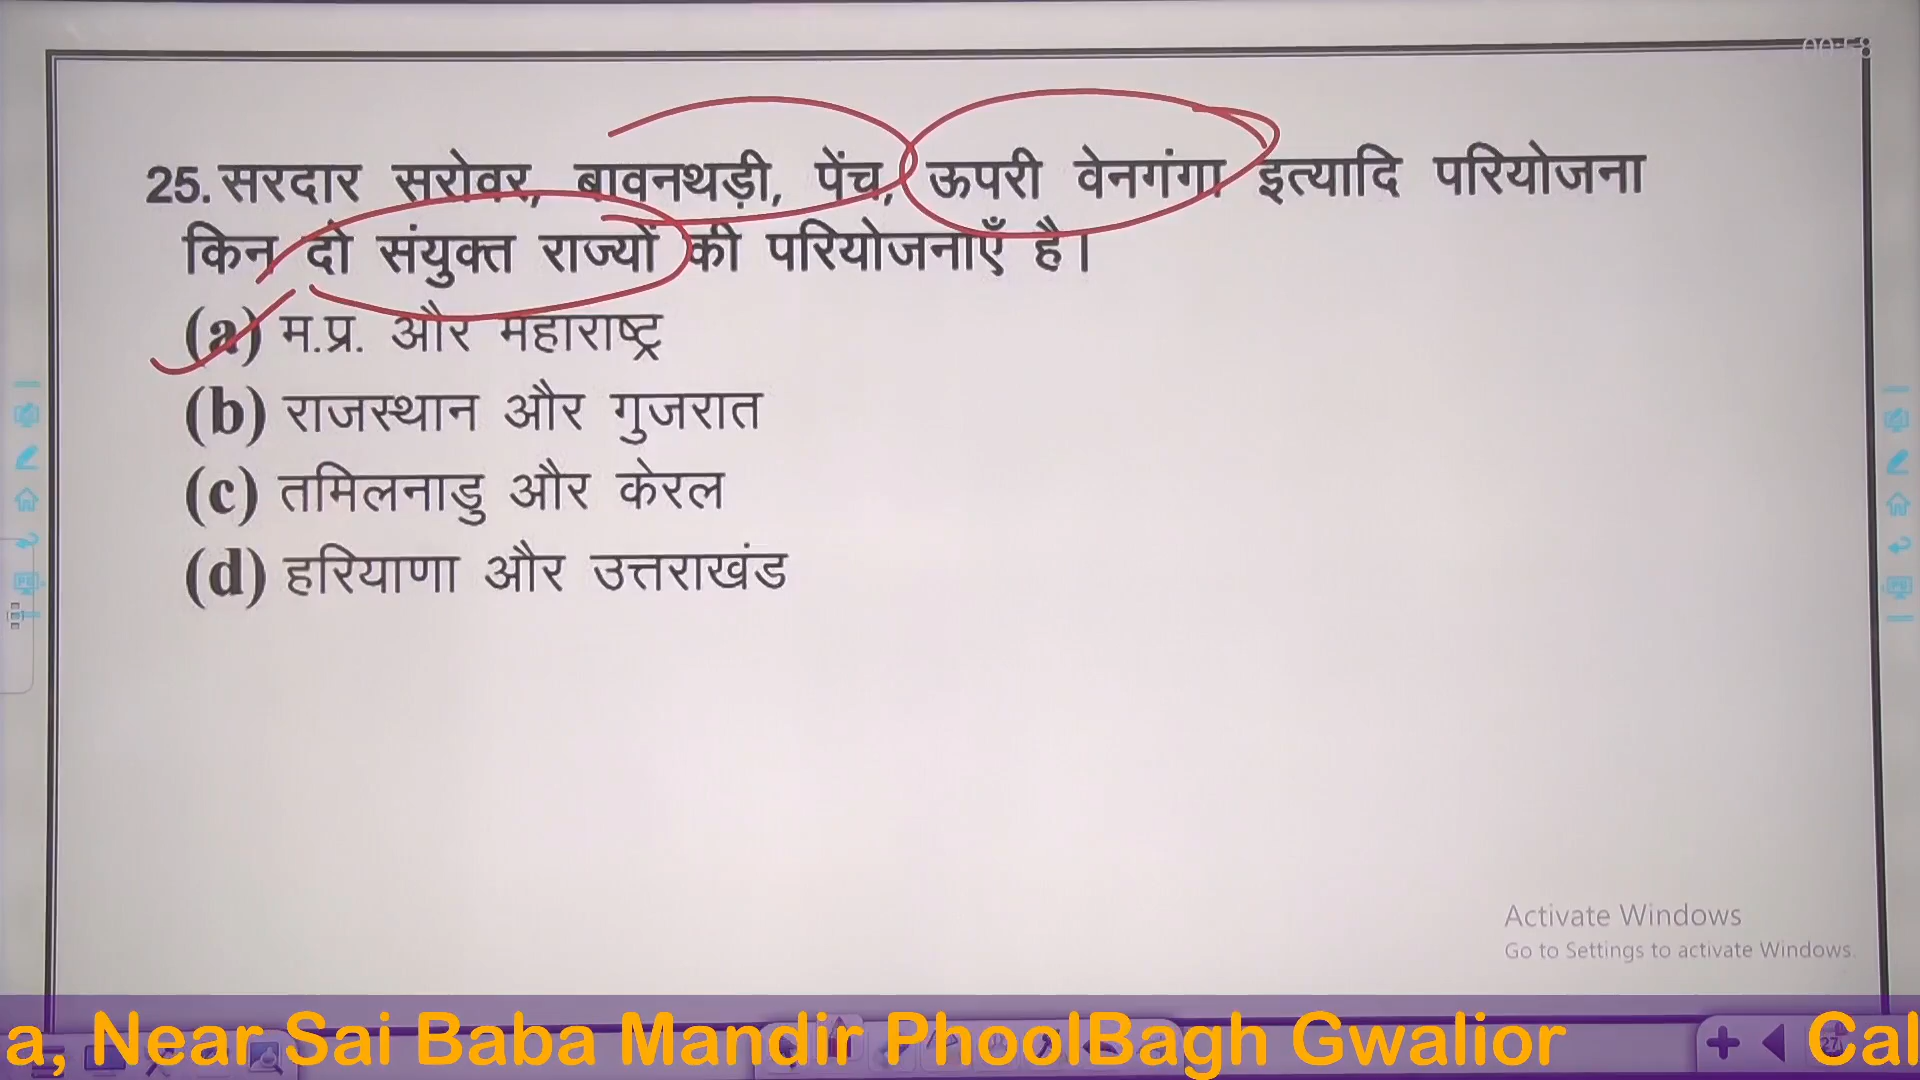 25. सरदार सरोवर, बावनथड़ी, पेंच, ऊपरी वेनगंगा इत्यादि परियोजना
किन दो संयुक्त राज्यों की परियोजनाएँ है।
(a) म.प्र. और महाराष्ट्र
(b) राजस्थान और गुजरात
(c) तमिलनाडु और केरल
(d) हरियाणा और उत्तराखंड
Activate Windows
Go to Settings to activate Windows.
a, Near Sai Baba Mandir PhoolBagh Gwalior Cal